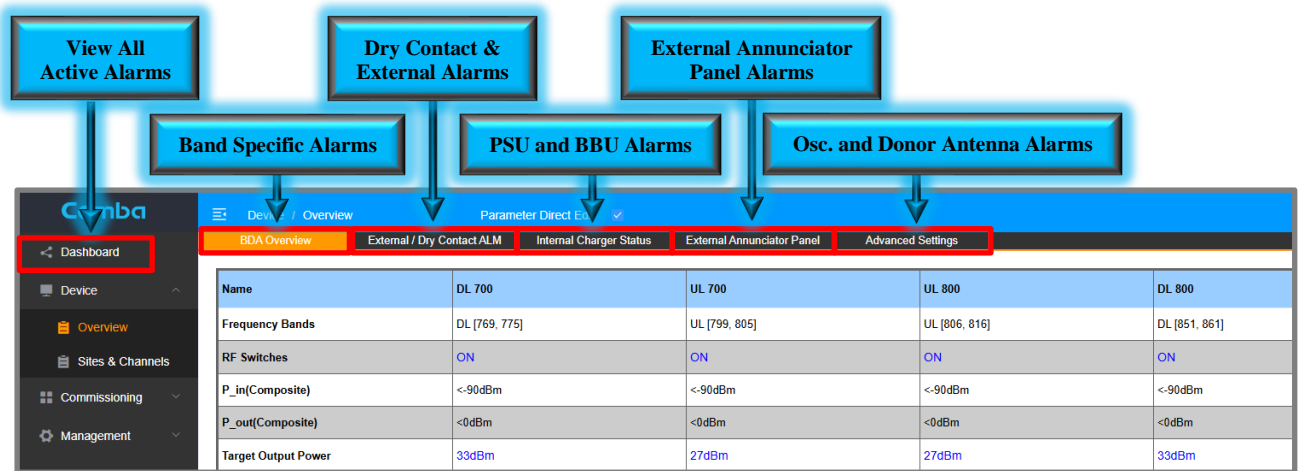 View All
Active Alarms
Dry Contact &
External Alarms
External Annunciator
Panel Alarms
Band Specific Alarms
PSU and BBU Alarms
Osc. and Donor Antenna Alarms
Device / Overview
Parameter Direct
BDA Overview
External / Dry Contact ALM
Internal Charger Status
External Annunciator Panel
Advanced Settings
Dashboard
Device
Overview
Sites & Channels
Commissioning
Management
Name DL 700 UL 700 UL 800 DL 800
Frequency Bands DL [769, 775] UL [799, 805] UL [806, 816] DL [851, 861]
RF Switches ON ON ON ON
P_in(Composite) <-90dBm <-90dBm <-90dBm <-90dBm
P_out(Composite) <0dBm <0dBm <0dBm <0dBm
Target Output Power 33dBm 27dBm 27dBm 33dBm